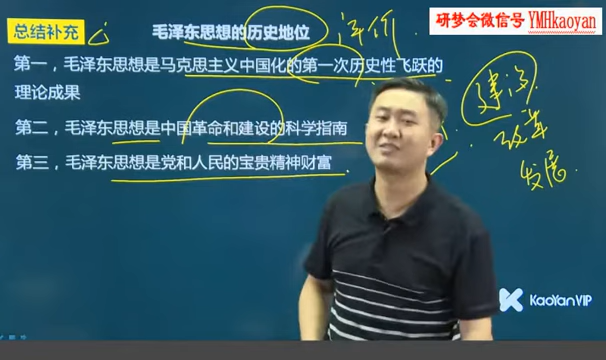 研梦会微信号 YMHkaoyan
总结补充
毛泽东思想的历史地位 评价
第一，毛泽东思想是马克思主义中国化的第一次历史性飞跃的
理论成果
建设
第二，毛泽东思想是中国革命和建设的科学指南
改革
第三，毛泽东思想是党和人民的宝贵精神财富
发展
KaoYanVIP